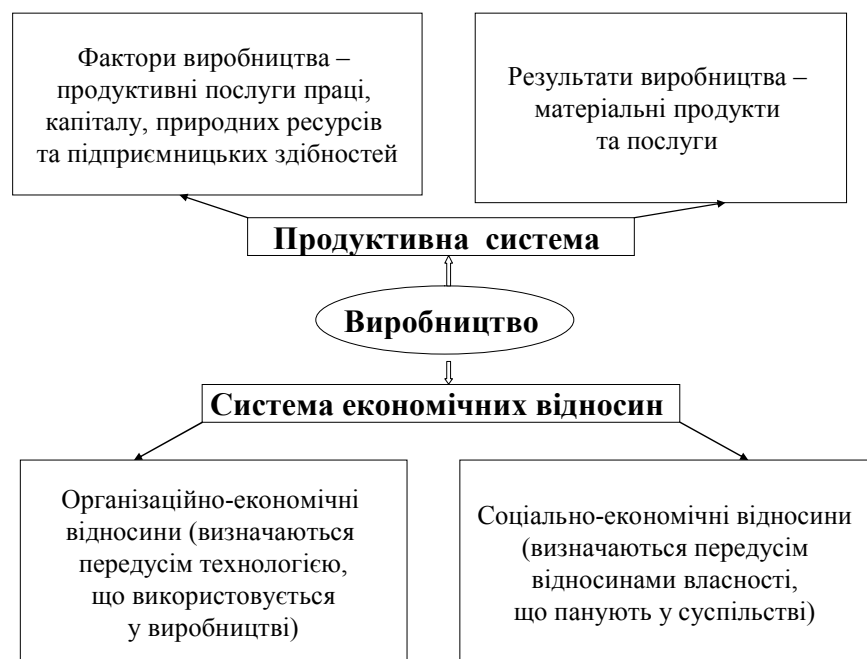 Фактори виробництва –
продуктивні послуги праці,
капіталу, природних ресурсів
та підприємницьких здібностей
Результати виробництва –
матеріальні продукти
та послуги
Продуктивна система
Виробництво
Система економічних відносин
Організаційно-економічні
відносини (визначаються
передусім технологією,
що використовується
у виробництві)
Соціально-економічні відносини
(визначаються передусім
відносинами власності,
що панують у суспільстві)